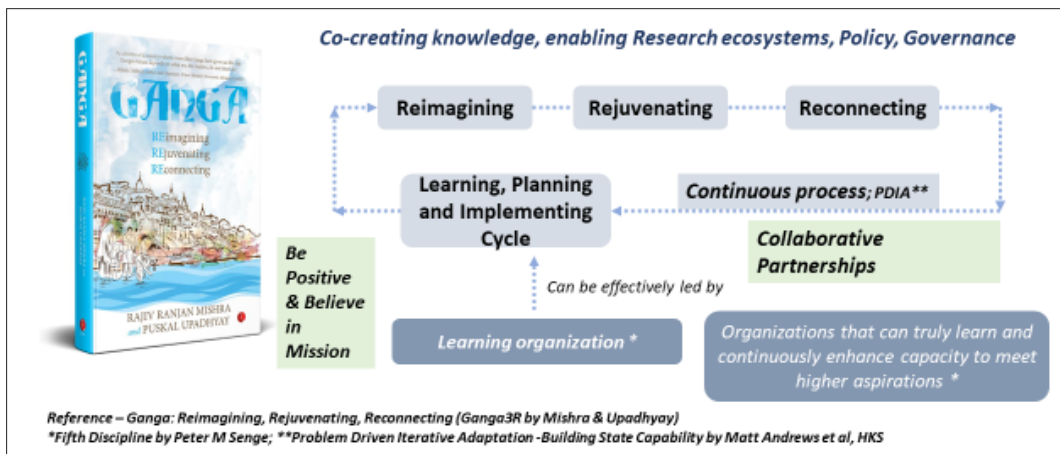 Co-creating knowledge, enabling Research ecosystems, Policy, Governance
GANGA
GANGA
REimagining
REjuvenating
REconnecting
RAJIV RANJAN MISHRA
and PUSKAL UPADHYAY
Reimagining
Rejuvenating
Reconnecting
Learning, Planning
and Implementing
Cycle
Continuous process; PDIA**
Collaborative
Partnerships
Be
Positive
& Believe
in
Mission
Can be effectively led by
Learning organization *
Organizations that can truly learn and
continuously enhance capacity to meet
higher aspirations *
Reference – Ganga: Reimagining, Rejuvenating, Reconnecting (Ganga3R by Mishra & Upadhyay)
*Fifth Discipline by Peter M Senge; **Problem Driven Iterative Adaptation -Building State Capability by Matt Andrews et al, HKS